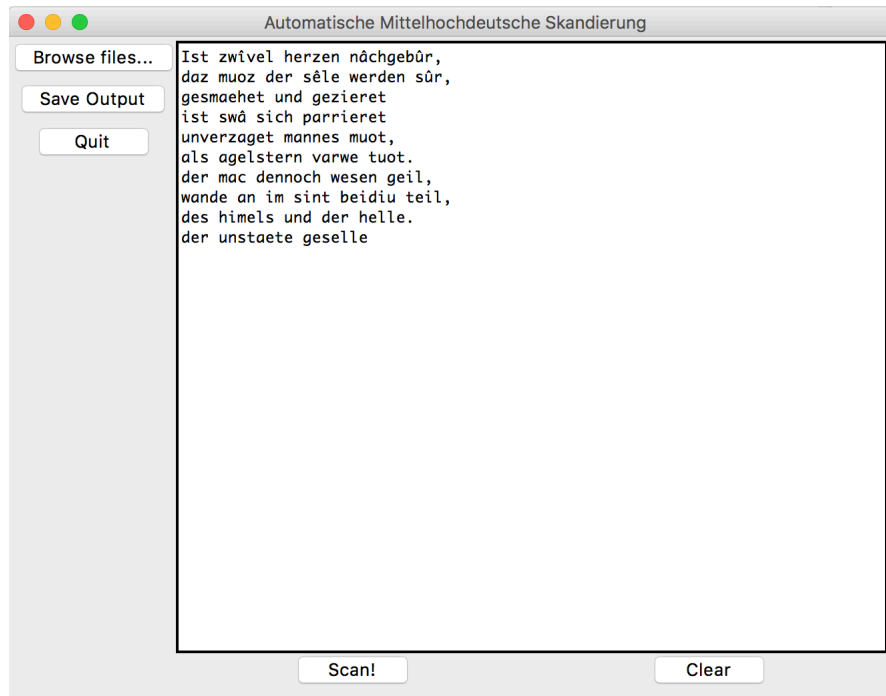 Automatische Mittelhochdeutsche Skandierung
Browse files...
Save Output
Quit
Ist zwîvel herzen nâchgebûr,
daz muoz der sêle werden sûr,
gesmaehet und gezieret
ist swâ sich parrieret
unverzaget mannes muot,
als agelstern varwe tuot.
der mac dennoch wesen geil,
wande an im sint beidiu teil,
des himels und der helle.
der unstaete geselle
Scan!
Clear